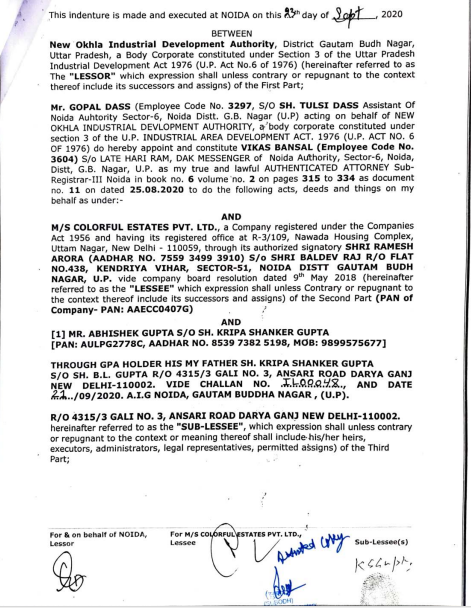 This indenture is made and executed at NOIDA on this 23th day of Sept, 2020
BETWEEN
New Okhla Industrial Development Authority, District Gautam Budh Nagar,
Uttar Pradesh, a Body Corporate constituted under Section 3 of the Uttar Pradesh
Industrial Development Act 1976 (U.P. Act No.6 of 1976) (hereinafter referred to as
The "LESSOR" which expression shall unless contrary or repugnant to the context
thereof include its successors and assigns) of the First Part;
Mr. GOPAL DASS (Employee Code No. 3297, S/O SH. TULSI DASS Assistant Of
Noida Auhtority Sector-6, Noida Distt. G.B. Nagar (U.P) acting on behalf of NEW
OKHLA INDUSTRIAL DEVLOPMENT AUTHORITY, a body corporate constituted under
section 3 of the U.P. INDUSTRIAL AREA DEVELOPMENT ACT. 1976 (U.P. ACT NO. 6
OF 1976) do hereby appoint and constitute VIKAS BANSAL (Employee Code No.
3604) S/O LATE HARI RAM, DAK MESSENGER of Noida Authority, Sector-6, Noida,
Distt, G.B. Nagar, U.P. as my true and lawful AUTHENTICATED ATTORNEY Sub-
Registrar-III Noida in book no. 6 volume no. 2 on pages 315 to 334 as document
no. 11 on dated 25.08.2020 to do the following acts, deeds and things on my
behalf as under:-
AND
M/S COLORFUL ESTATES PVT. LTD., a Company registered under the Companies
Act 1956 and having its registered office at R-3/109, Nawada Housing Complex,
Uttam Nagar, New Delhi - 110059, through its authorized signatory SHRI RAMESH
ARORA (AADHAR NO. 7559 3499 3910) S/o SHRI BALDEV RAJ R/O FLAT
NO.438, KENDRIYA VIHAR, SECTOR-51, NOIDA DISTT GAUTAM BUDH
NAGAR, U.P. vide company board resolution dated 9th May 2018 (hereinafter
referred to as the "LESSEE" which expression shall unless Contrary or repugnant to
the context thereof include its successors and assigns) of the Second Part (PAN of
Company- PAN: AAECC0407G)
AND
[1] MR. ABHISHEK GUPTA S/O SH. KRIPA SHANKER GUPTA
[PAN: AULPG2778C, AADHAR NO. 8539 7382 5198, MOB: 9899575677]
THROUGH GPA HOLDER HIS MY FATHER SH. KRIPA SHANKER GUPTA
S/O SH. B.L. GUPTA R/O 4315/3 GALI NO. 3, ANSARI ROAD DARYA GANJ
NEW DELHI-110002. VIDE CHALLAN NO. IL00048, AND DATE
21../09/2020. A.I.G NOIDA, GAUTAM BUDDHA NAGAR , (U.P).
R/O 4315/3 GALI NO. 3, ANSARI ROAD DARYA GANJ NEW DELHI-110002.
hereinafter referred to as the "SUB-LESSEE", which expression shall unless contrary
or repugnant to the context or meaning thereof shall include his/her heirs,
executors, administrators, legal representatives, permitted assigns) of the Third
Part;
For & on behalf of NOIDA,
Lessor
For M/S COLORFUL ESTATES PVT. LTD.,
Lessee
Attested Copy
Sub-Lessee(s)
KSGupta